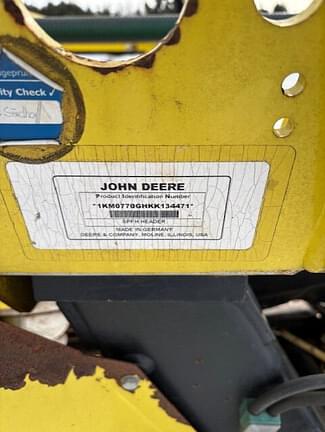 ity Check ✓
JOHN DEERE
Product Identification Number
*1KM0770GHKK134471*
SPFH HEADER
MADE IN GERMANY
DEERE & COMPANY, MOLINE, ILLINOIS, USA